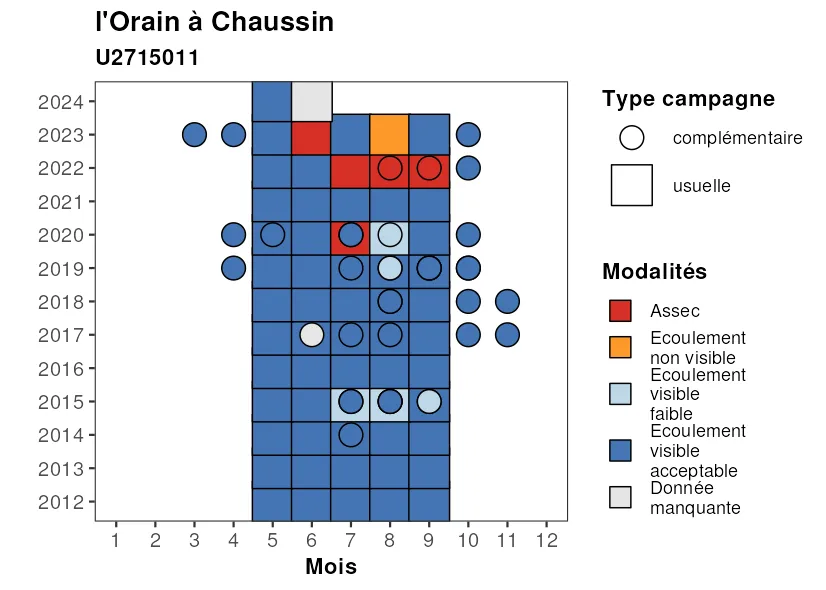 l'Orain à Chaussin
U2715011
2024
2023
2022
2021
2020
2019
2018
2017
2016
2015
2014
2013
2012
1 2 3 4 5 6 7 8 9 10 11 12
Mois
Type campagne
complémentaire
usuelle
Modalités
Assec
Ecoulement
non visible
Ecoulement
visible
faible
Ecoulement
visible
acceptable
Donnée
manquante